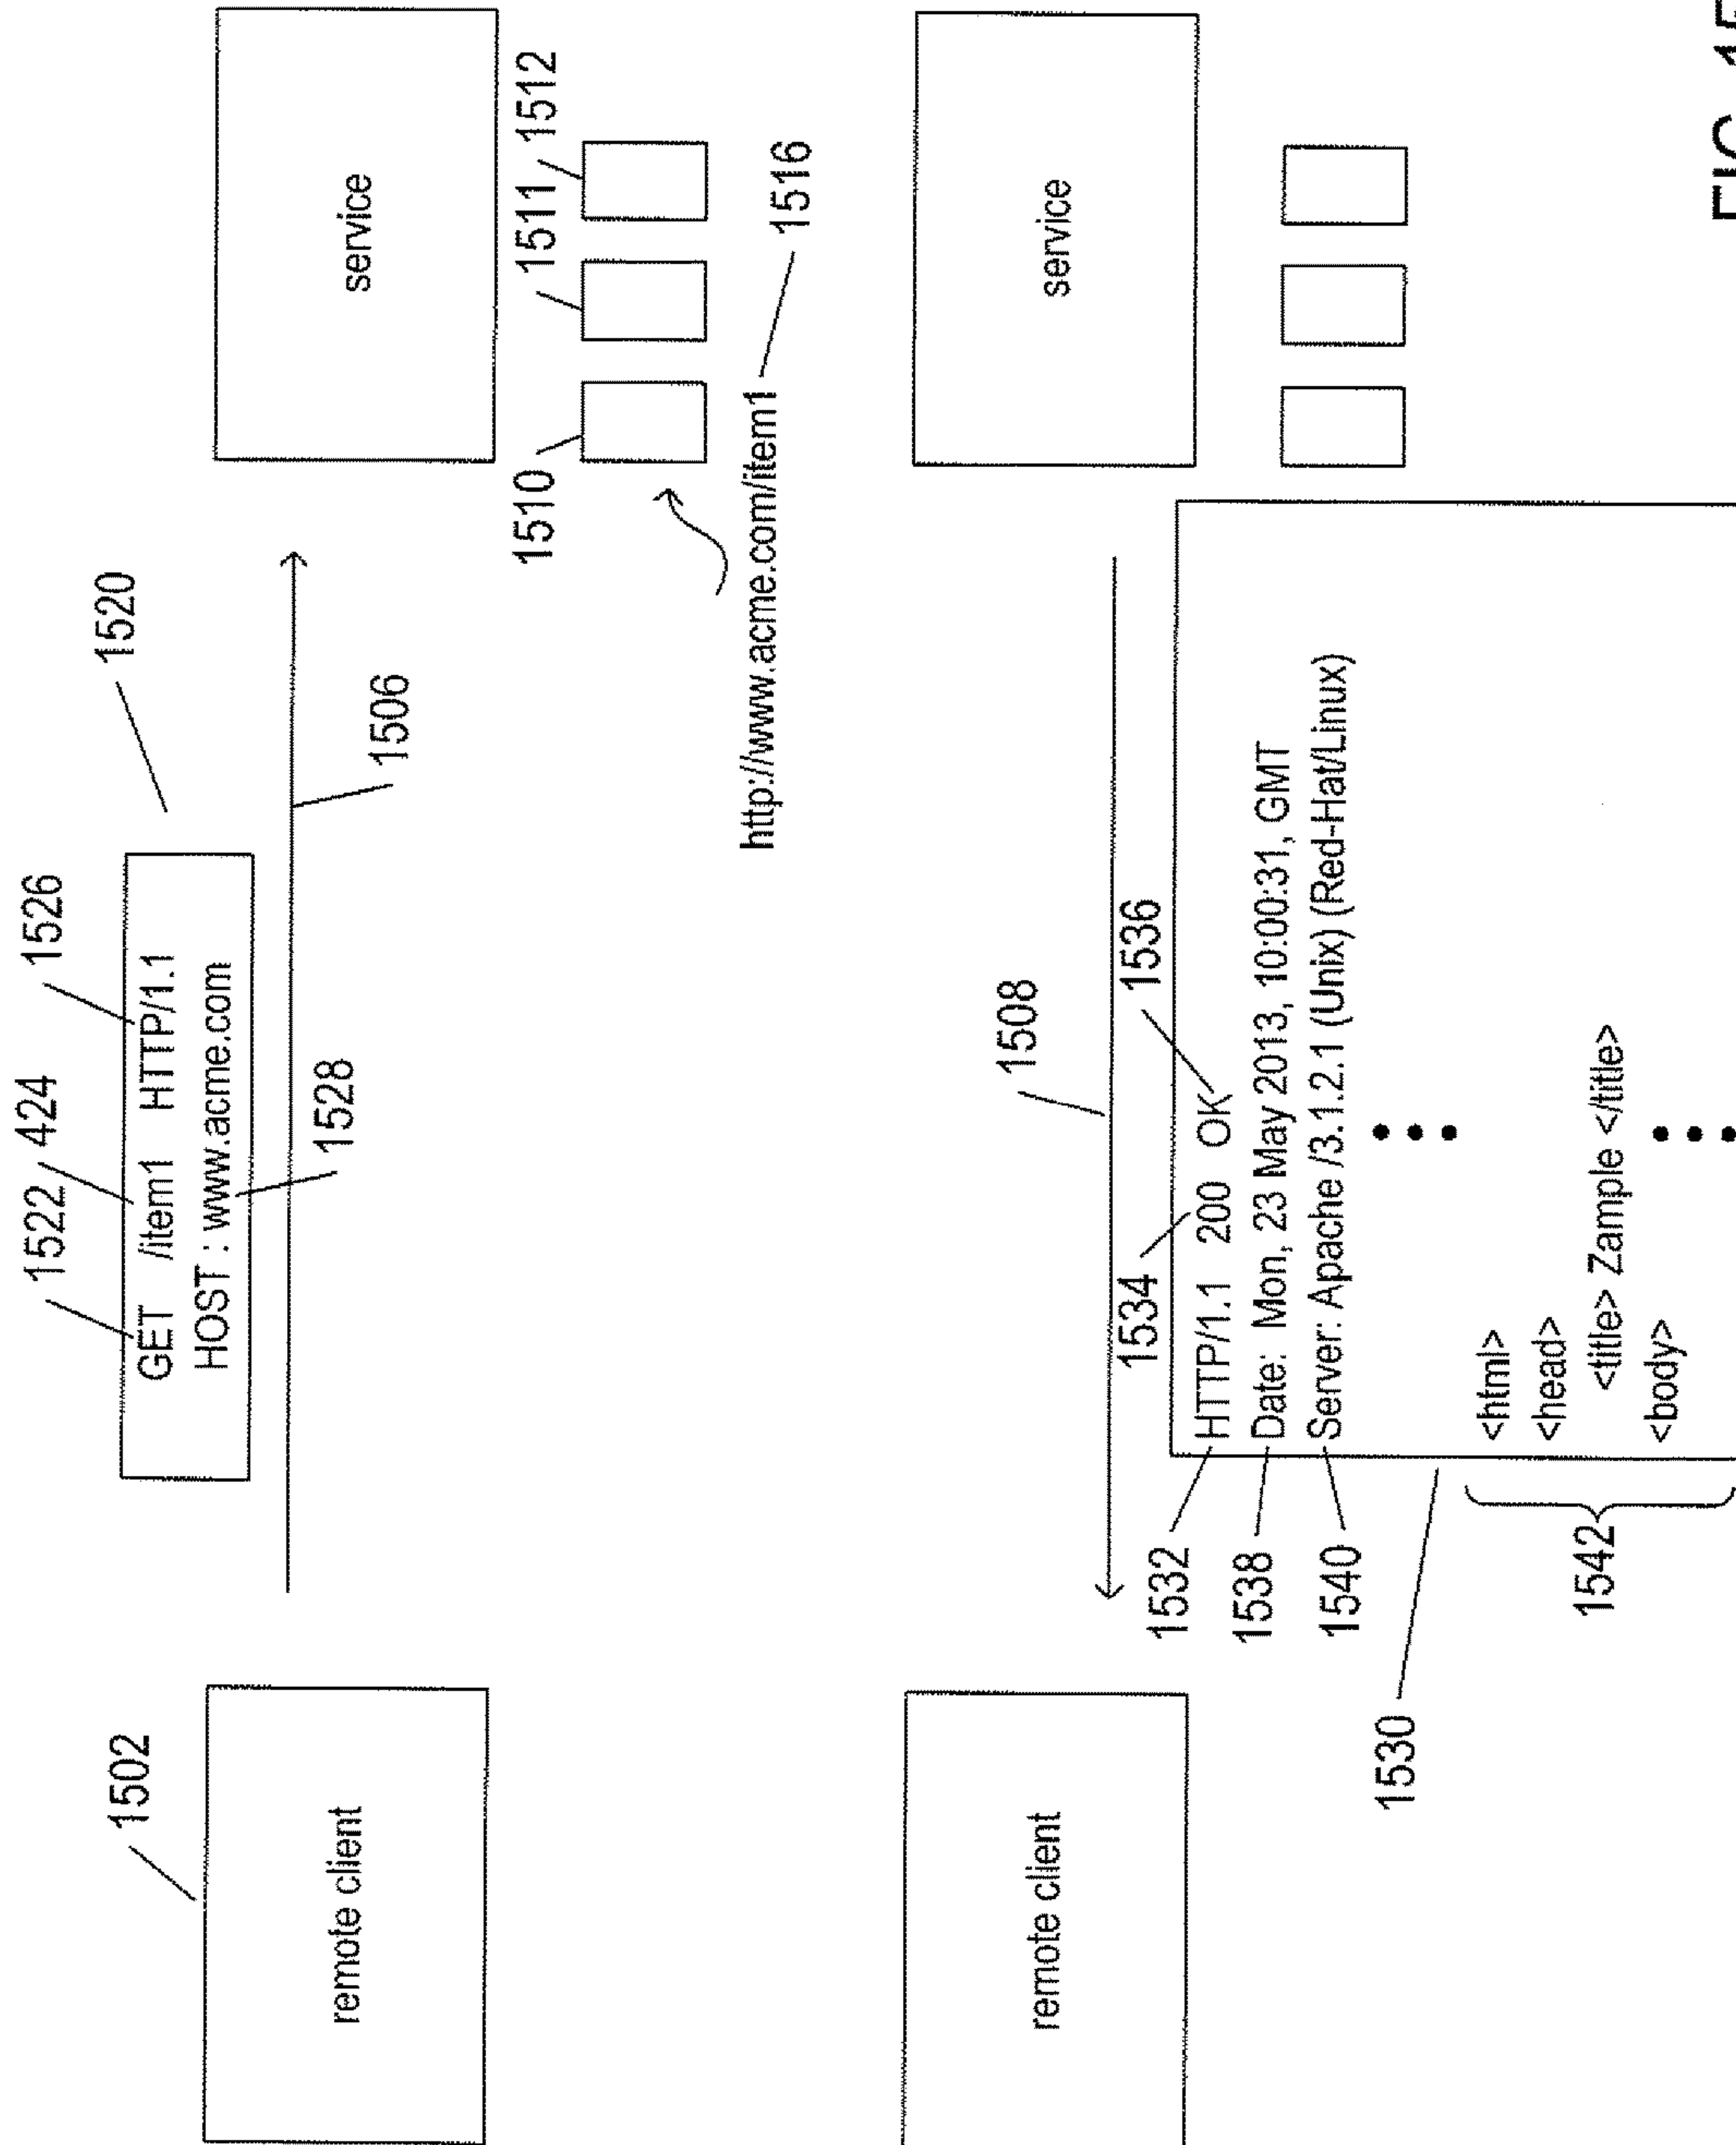 1522
424
1526
1520
GET /item1 HTTP/1.1
HOST : www.acme.com
1528
1506
1502
remote client
service
1510
1511
1512
http://www.acme.com/item1
1516
1508
1534
1536
remote client
service
1532
HTTP/1.1 200 OK
1538
Date: Mon, 23 May 2013, 10:00:31, GMT
1540
Server: Apache /3.1.2.1 (Unix) (Red-Hat/Linux)
1530
<html>
<head>
<title> Zample </title>
<body>
1542